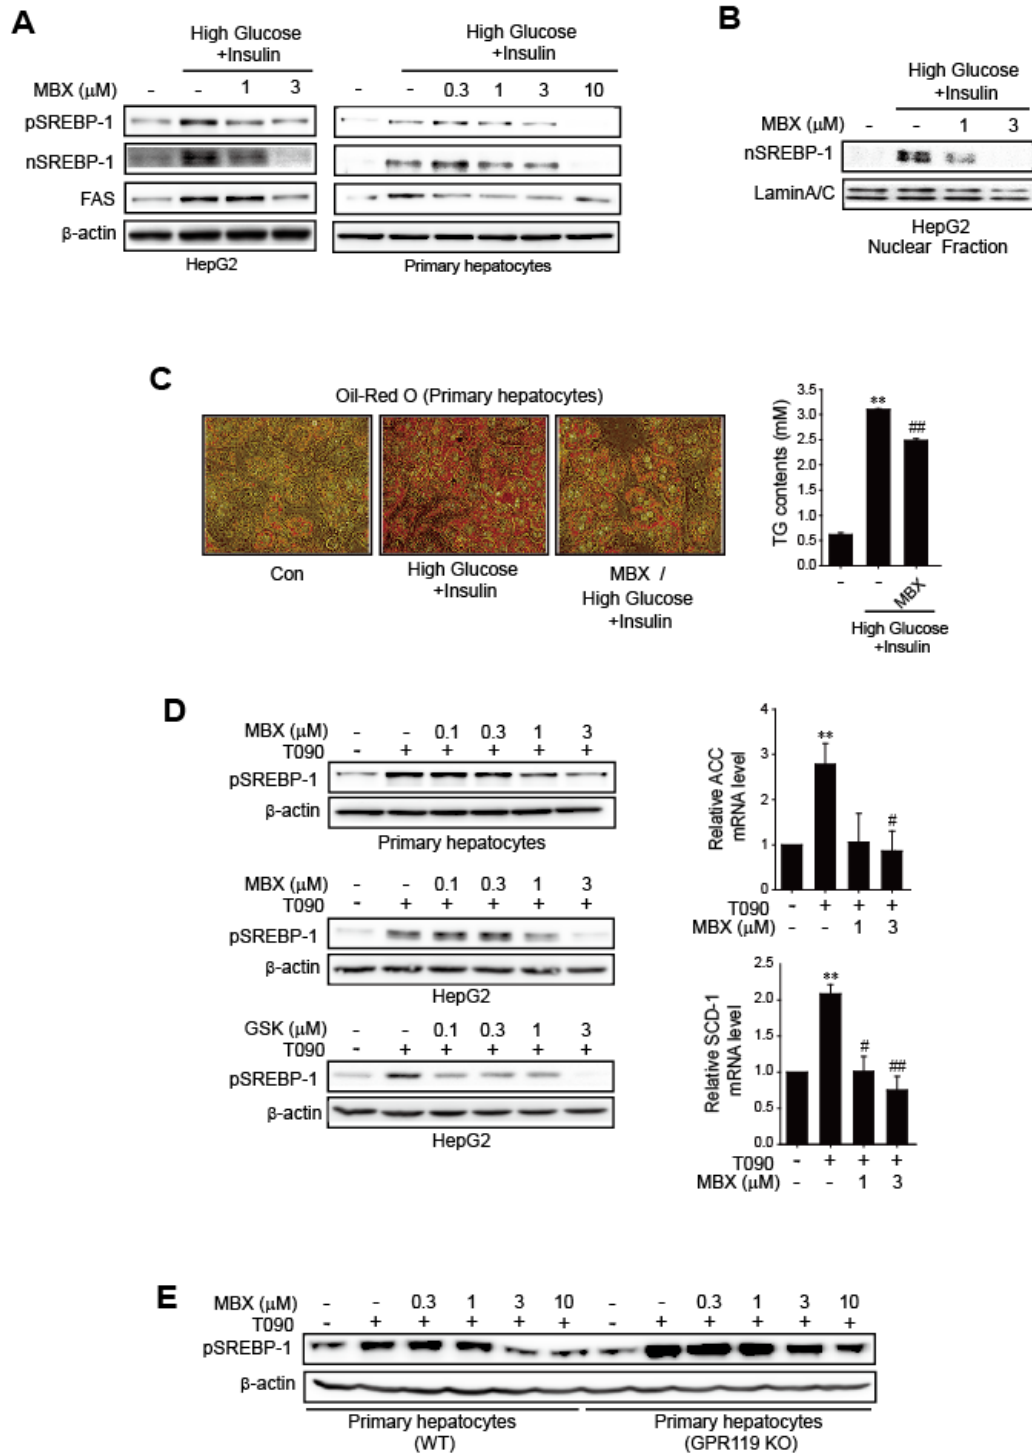 A
High Glucose
+Insulin
MBX (μM) - - 1 3
pSREBP-1
nSREBP-1
FAS
β-actin
HepG2
High Glucose
+Insulin
- - 0.3 1 3 10
Primary hepatocytes
B
High Glucose
+Insulin
MBX (μM) - - 1 3
nSREBP-1
LaminA/C
HepG2
Nuclear Fraction
C
Oil-Red O (Primary hepatocytes)
Con
High Glucose
+Insulin
MBX /
High Glucose
+Insulin
TG contents (mM)
3.5
3.0
2.5
2.0
1.5
1.0
0.5
0.0
**
##
- - MBX
High Glucose
+Insulin
D
MBX (μM) - - 0.1 0.3 1 3
T090 - + + + + +
pSREBP-1
β-actin
Primary hepatocytes
MBX (μM) - - 0.1 0.3 1 3
T090 - + + + + +
pSREBP-1
β-actin
HepG2
GSK (μM) - - 0.1 0.3 1 3
T090 - + + + + +
pSREBP-1
β-actin
HepG2
Relative ACC
mRNA level
4
3
2
1
0
**
#
T090 - + + +
MBX (μM) - - 1 3
Relative SCD-1
mRNA level
2.5
2.0
1.5
1.0
0.5
0.0
**
#
##
T090 - + + +
MBX (μM) - - 1 3
E
MBX (μM) - - 0.3 1 3 10 - - 0.3 1 3 10
T090 - + + + + + - + + + + +
pSREBP-1
β-actin
Primary hepatocytes
(WT)
Primary hepatocytes
(GPR119 KO)